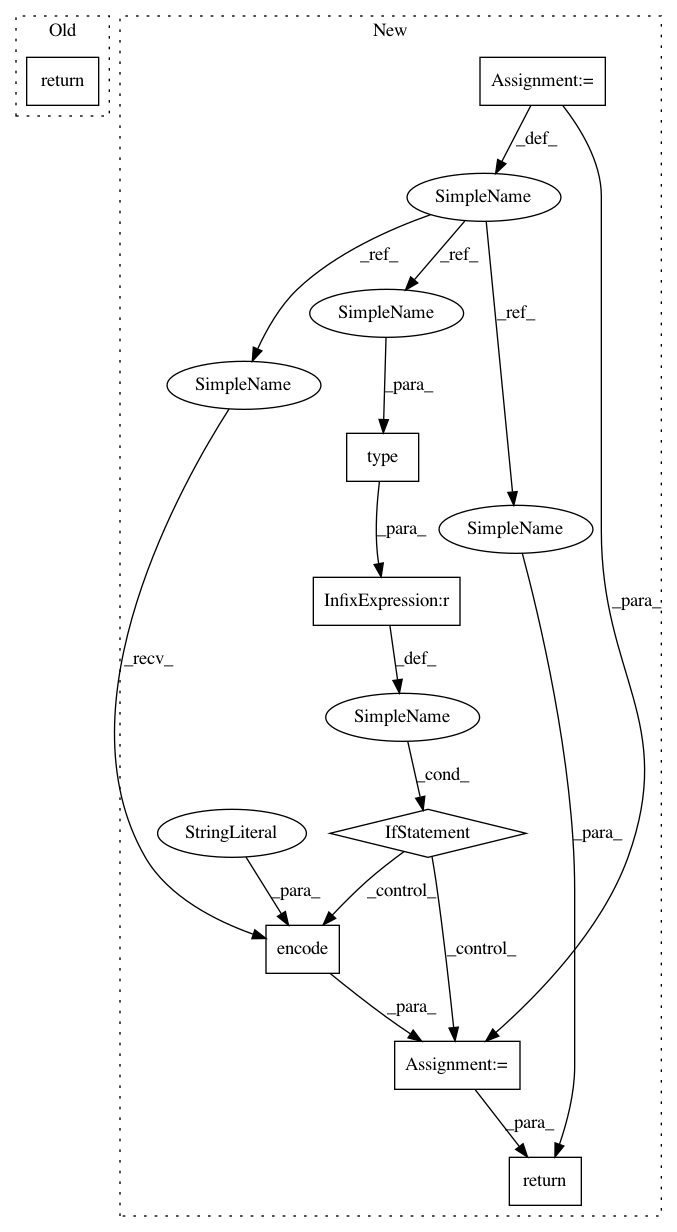 Old
New
return
Assignment:=
_def_
SimpleName
_ref_
_ref_
SimpleName
_ref_
SimpleName
_para_
type
SimpleName
_para_
InfixExpression:r
_para_
_recv_
_def_
SimpleName
_cond_
StringLiteral
IfStatement
_para_
_para_
_control_
encode
_control_
_para_
Assignment:=
_para_
return